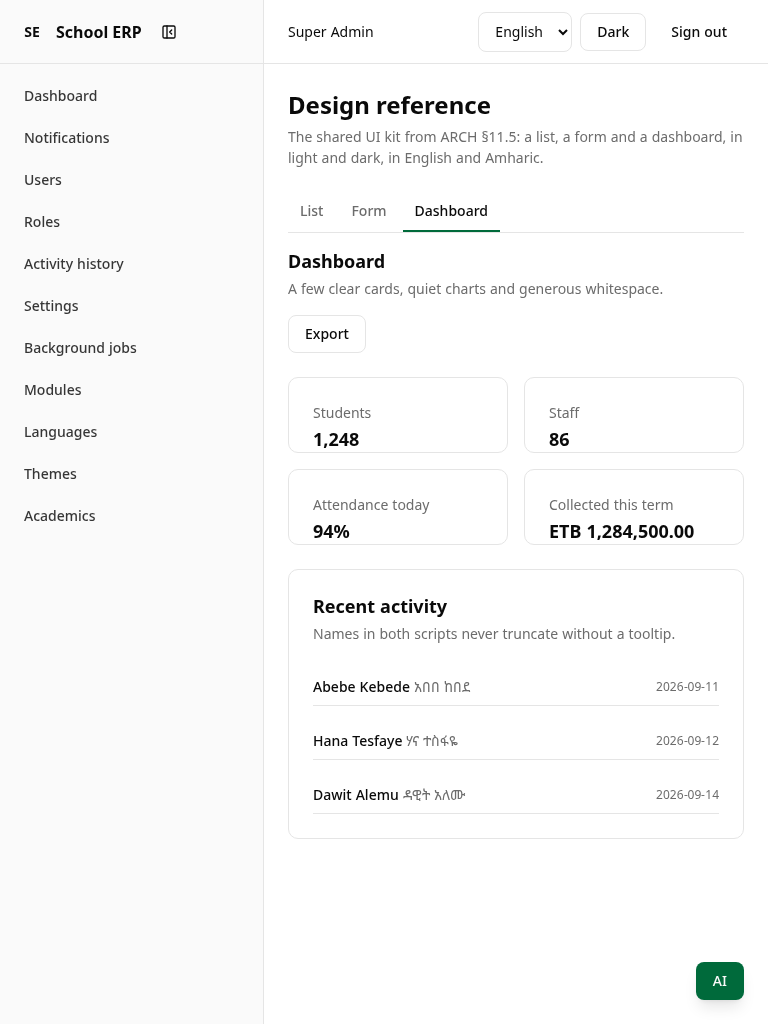 SE School ERP
Super Admin English Dark Sign out
Dashboard
Notifications
Users
Roles
Activity history
Settings
Background jobs
Modules
Languages
Themes
Academics
Design reference
The shared UI kit from ARCH §11.5: a list, a form and a dashboard, in
light and dark, in English and Amharic.
List Form Dashboard
Dashboard
A few clear cards, quiet charts and generous whitespace.
Export
Students
1,248
Staff
86
Attendance today
94%
Collected this term
ETB 1,284,500.00
Recent activity
Names in both scripts never truncate without a tooltip.
Abebe Kebede አበበ ከበደ 2026-09-11
Hana Tesfaye ሃና ተስፋዬ 2026-09-12
Dawit Alemu ዳዊት አለሙ 2026-09-14
AI